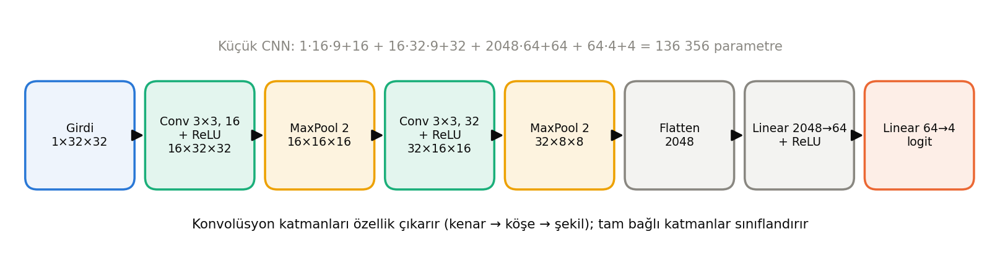 Küçük CNN: 1·16·9+16 + 16·32·9+32 + 2048·64+64 + 64·4+4 = 136 356 parametre
Girdi
1×32×32
Conv 3×3, 16
+ ReLU
16×32×32
MaxPool 2
16×16×16
Conv 3×3, 32
+ ReLU
32×16×16
MaxPool 2
32×8×8
Flatten
2048
Linear 2048→64
+ ReLU
Linear 64→4
logit
Konvolüsyon katmanları özellik çıkarır (kenar → köşe → şekil); tam bağlı katmanlar sınıflandırır